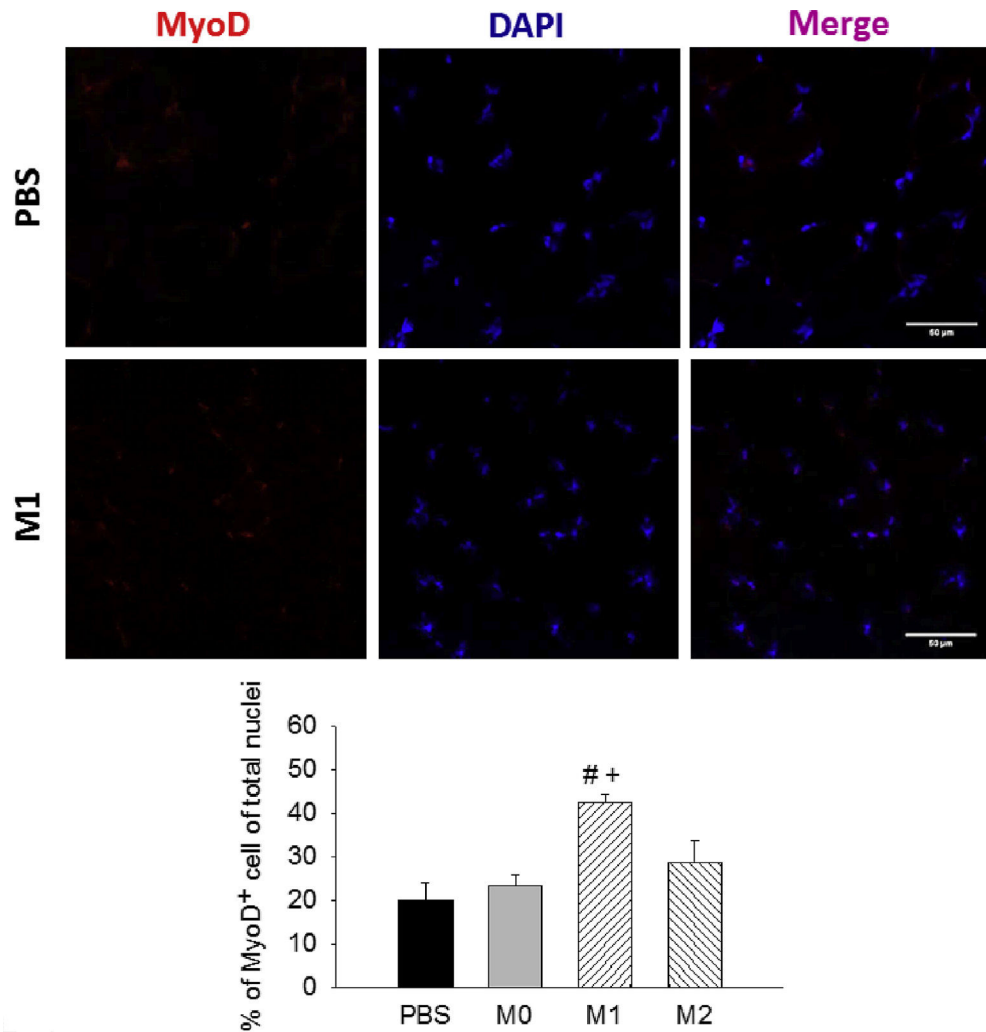 MyoD DAPI Merge
PBS
50 µm
M1
50 µm
% of MyoD+ cell of total nuclei
60
50
40
30
20
10
0
# +
PBS M0 M1 M2